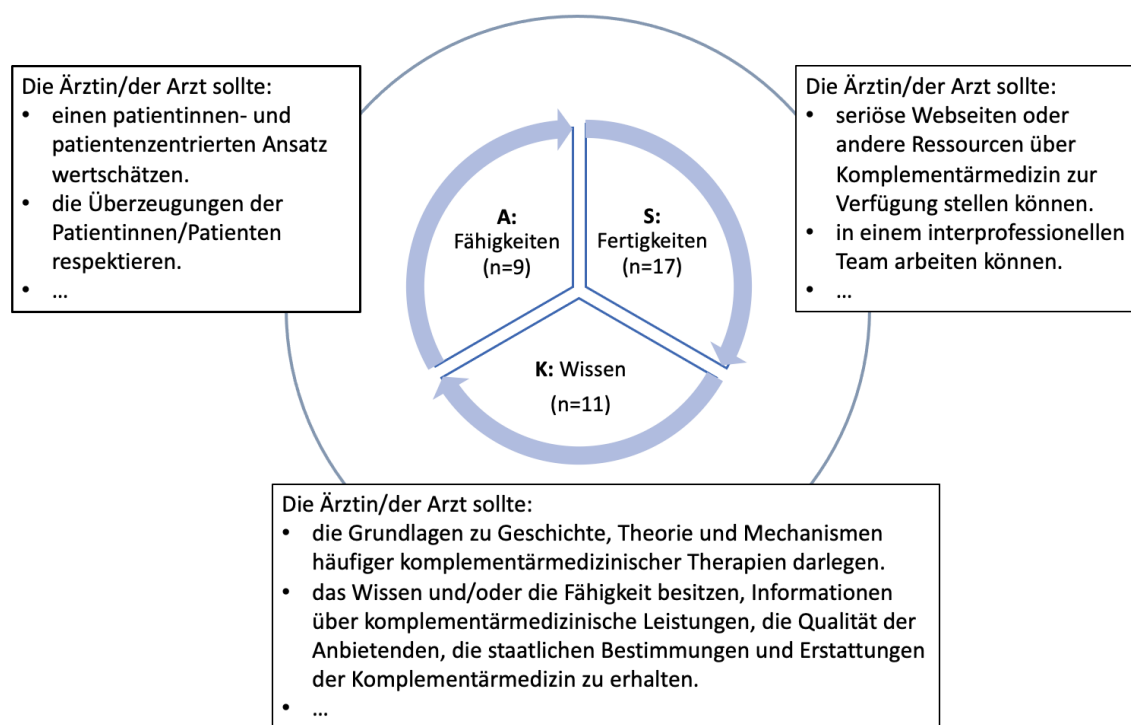 Die Ärztin/der Arzt sollte:
• einen patientinnen- und
patientenzentrierten Ansatz
wertschätzen.
• die Überzeugungen der
Patientinnen/Patienten
respektieren.
• ...
A:
Fähigkeiten
(n=9)
S:
Fertigkeiten
(n=17)
Die Ärztin/der Arzt sollte:
• seriöse Webseiten oder
andere Ressourcen über
Komplementärmedizin zur
Verfügung stellen können.
• in einem interprofessionellen
Team arbeiten können.
• ...
K: Wissen
(n=11)
Die Ärztin/der Arzt sollte:
• die Grundlagen zu Geschichte, Theorie und Mechanismen
häufiger komplementärmedizinischer Therapien darlegen.
• das Wissen und/oder die Fähigkeit besitzen, Informationen
über komplementärmedizinische Leistungen, die Qualität der
Anbietenden, die staatlichen Bestimmungen und Erstattungen
der Komplementärmedizin zu erhalten.
• ...